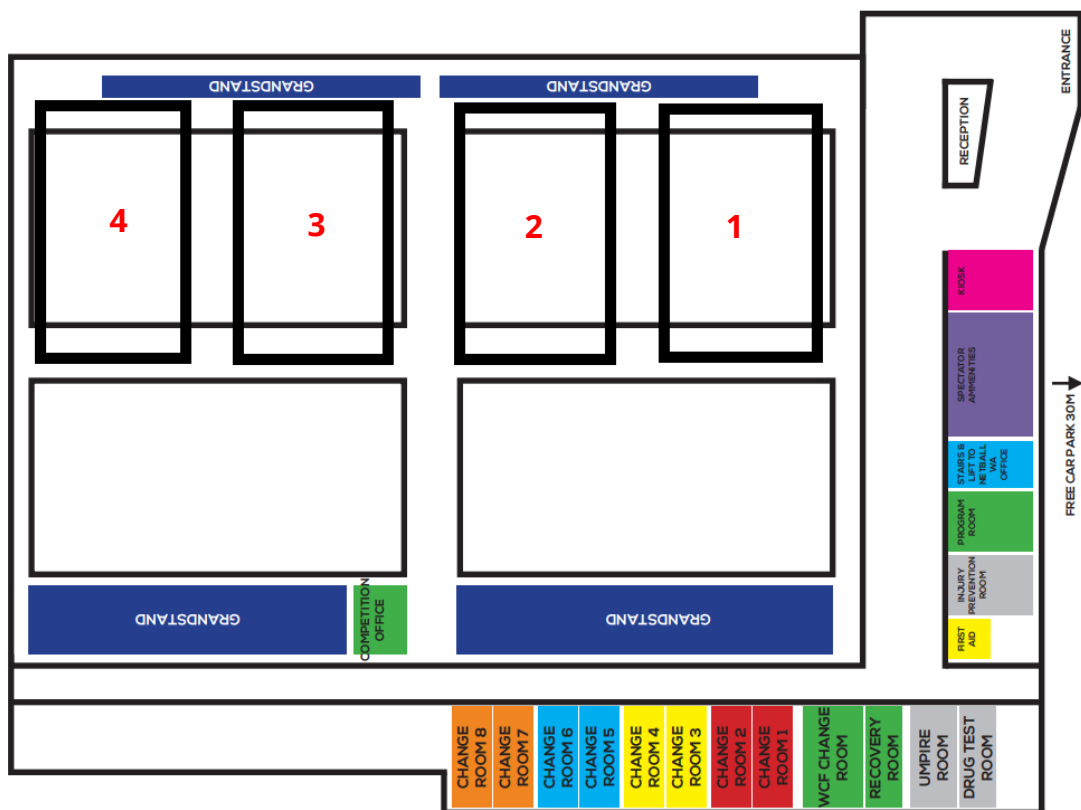 ENTRANCE
GRANDSTAND
GRANDSTAND
RECEPTION
4
3
2
1
KIOSK
SPECTATOR
AMMENITIES
FREE CAR PARK 30M
STAIRS &
LIFT TO
NETBALL
WA
OFFICE
PROGRAM
ROOM
INJURY
PREVENTION
ROOM
FIRST
AID
GRANDSTAND
COMPETITION
OFFICE
GRANDSTAND
CHANGE
ROOM 8
CHANGE
ROOM 7
CHANGE
ROOM 6
CHANGE
ROOM 5
CHANGE
ROOM 4
CHANGE
ROOM 3
CHANGE
ROOM 2
CHANGE
ROOM 1
WCF CHANGE
ROOM
RECOVERY
ROOM
UMPIRE
ROOM
DRUG TEST
ROOM